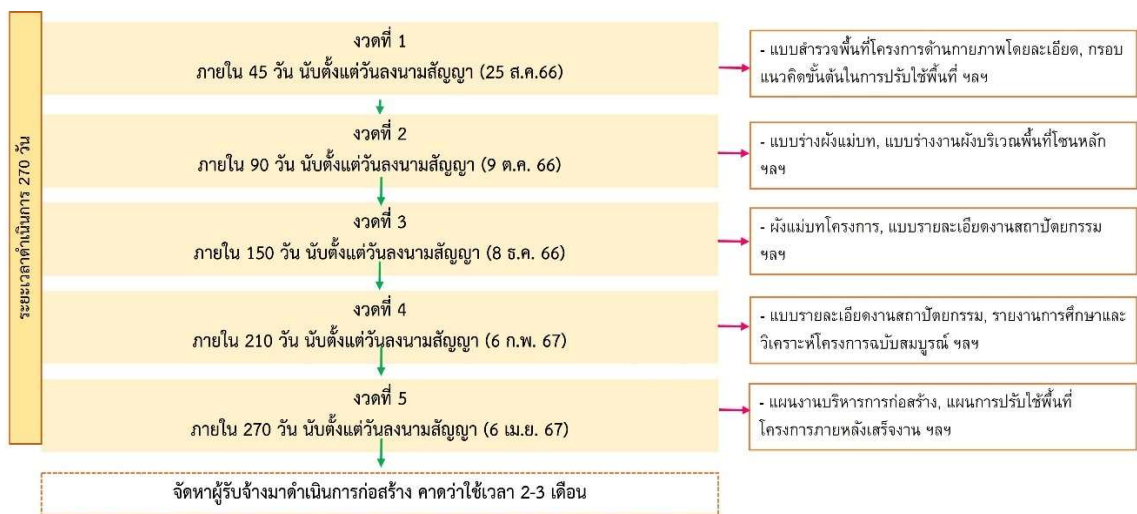 ระยะเวลาดำเนินการ 270 วัน
งวดที่ 1
ภายใน 45 วัน นับตั้งแต่วันลงนามสัญญา (25 ส.ค.66)
- แบบสำรวจพื้นที่โครงการด้านกายภาพโดยละเอียด, กรอบ
แนวคิดขั้นต้นในการปรับใช้พื้นที่ ฯลฯ
งวดที่ 2
ภายใน 90 วัน นับตั้งแต่วันลงนามสัญญา (9 ต.ค. 66)
- แบบร่างผังแม่บท, แบบร่างงานผังบริเวณพื้นที่โซนหลัก
ฯลฯ
งวดที่ 3
ภายใน 150 วัน นับตั้งแต่วันลงนามสัญญา (8 ธ.ค. 66)
- ผังแม่บทโครงการ, แบบรายละเอียดงานสถาปัตยกรรม
ฯลฯ
งวดที่ 4
ภายใน 210 วัน นับตั้งแต่วันลงนามสัญญา (6 ก.พ. 67)
- แบบรายละเอียดงานสถาปัตยกรรม, รายงานการศึกษาและ
วิเคราะห์โครงการฉบับสมบูรณ์ ฯลฯ
งวดที่ 5
ภายใน 270 วัน นับตั้งแต่วันลงนามสัญญา (6 เม.ย. 67)
- แผนงานบริหารการก่อสร้าง, แผนการปรับใช้พื้นที่
โครงการภายหลังเสร็จงาน ฯลฯ
จัดหาผู้รับจ้างมาดำเนินการก่อสร้าง คาดว่าใช้เวลา 2-3 เดือน